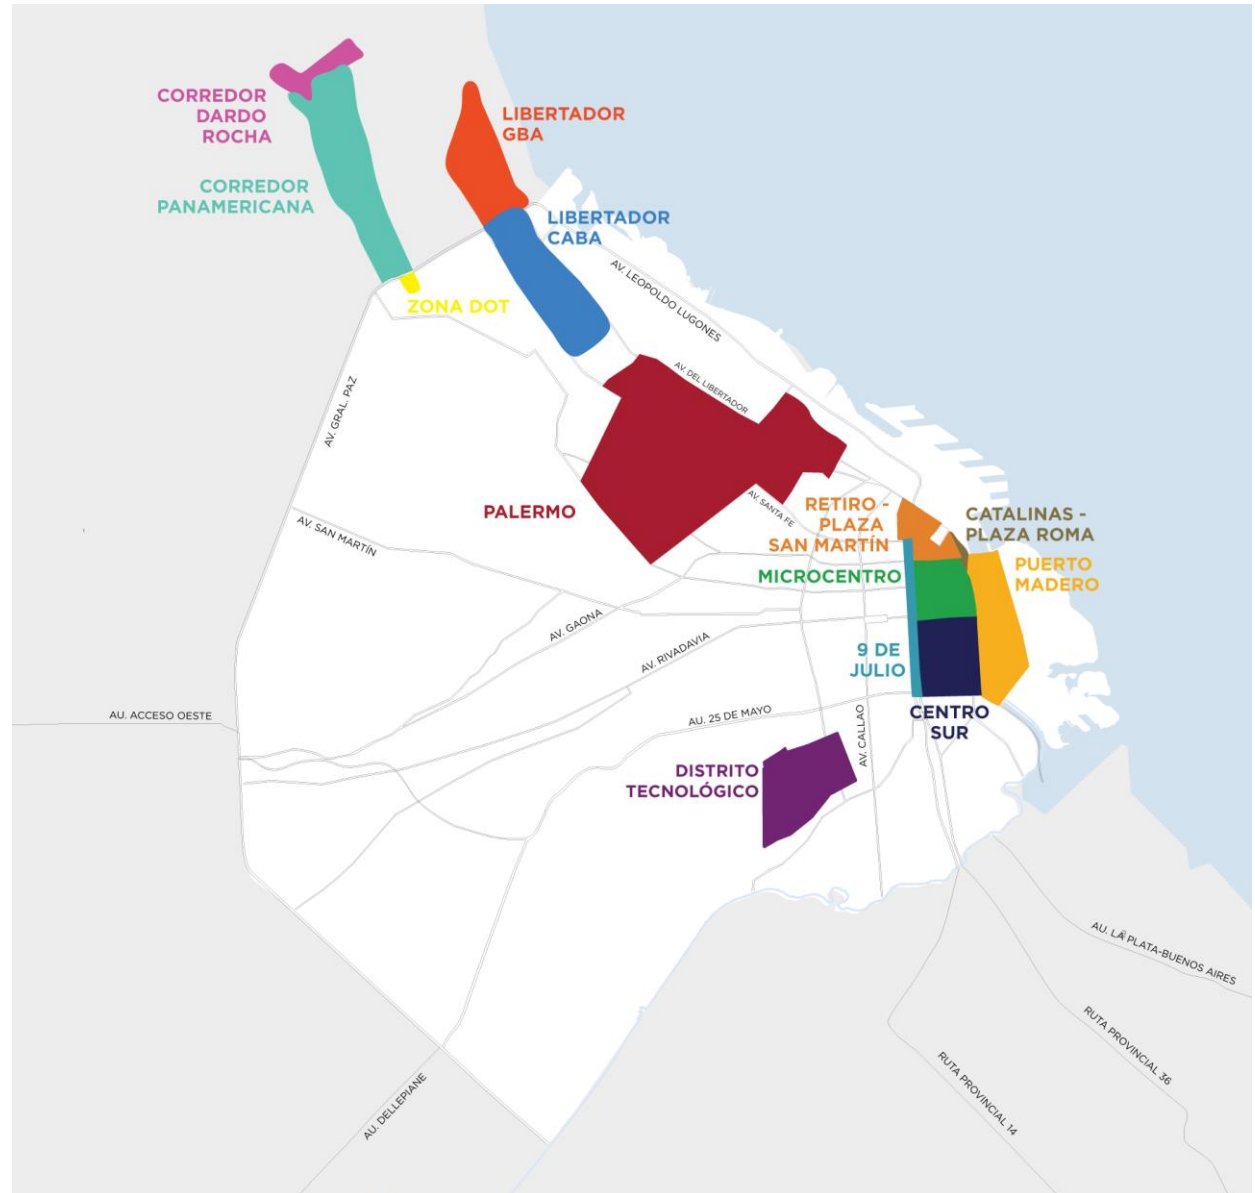 CORREDOR
DARDO
ROCHA
LIBERTADOR
GBA
CORREDOR
PANAMERICANA
LIBERTADOR
CABA
ZONA DOT
AV. LEOPOLDO LUGONES
AV. DEL LIBERTADOR
AV. GRAL. PAZ
PALERMO
AV. SANTA FE
RETIRO -
PLAZA
SAN MARTÍN
CATALINAS -
PLAZA ROMA
AV. SAN MARTÍN
MICROCENTRO
PUERTO
MADERO
AV. GAONA
AV. RIVADAVIA
9 DE
JULIO
AU. ACCESO OESTE
AU. 25 DE MAYO
AV. CALLAO
CENTRO
SUR
DISTRITO
TECNOLÓGICO
AU. LA PLATA-BUENOS AIRES
RUTA PROVINCIAL 36
RUTA PROVINCIAL 14
AU. DELLEPIANE